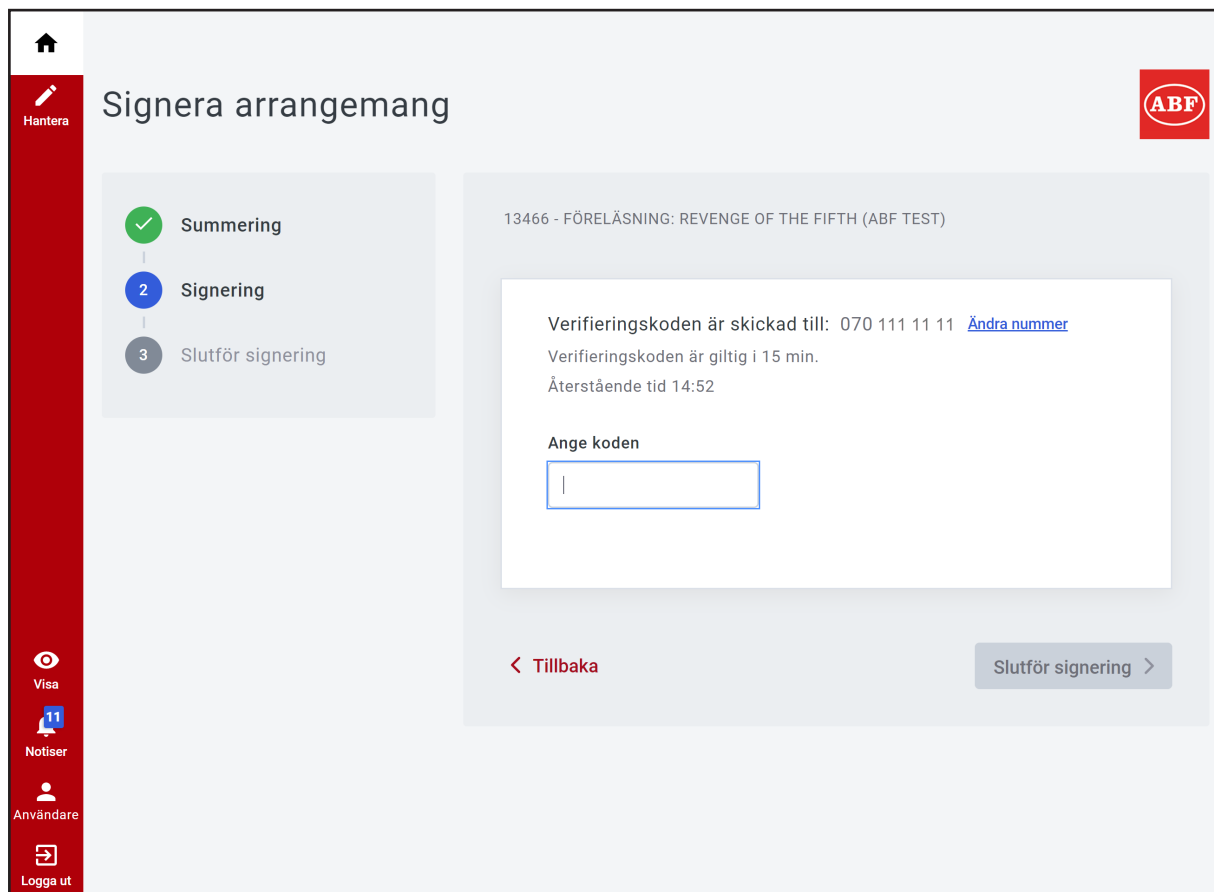 Hantera
Signera arrangemang
ABF
Summering
2 Signering
3 Slutför signering
13466 - FÖRELÄSNING: REVENGE OF THE FIFTH (ABF TEST)
Verifieringskoden är skickad till: 070 111 11 11 Ändra nummer
Verifieringskoden är giltig i 15 min.
Återstående tid 14:52
Ange koden
Tillbaka
Slutför signering
Visa
11
Notiser
Användare
Logga ut